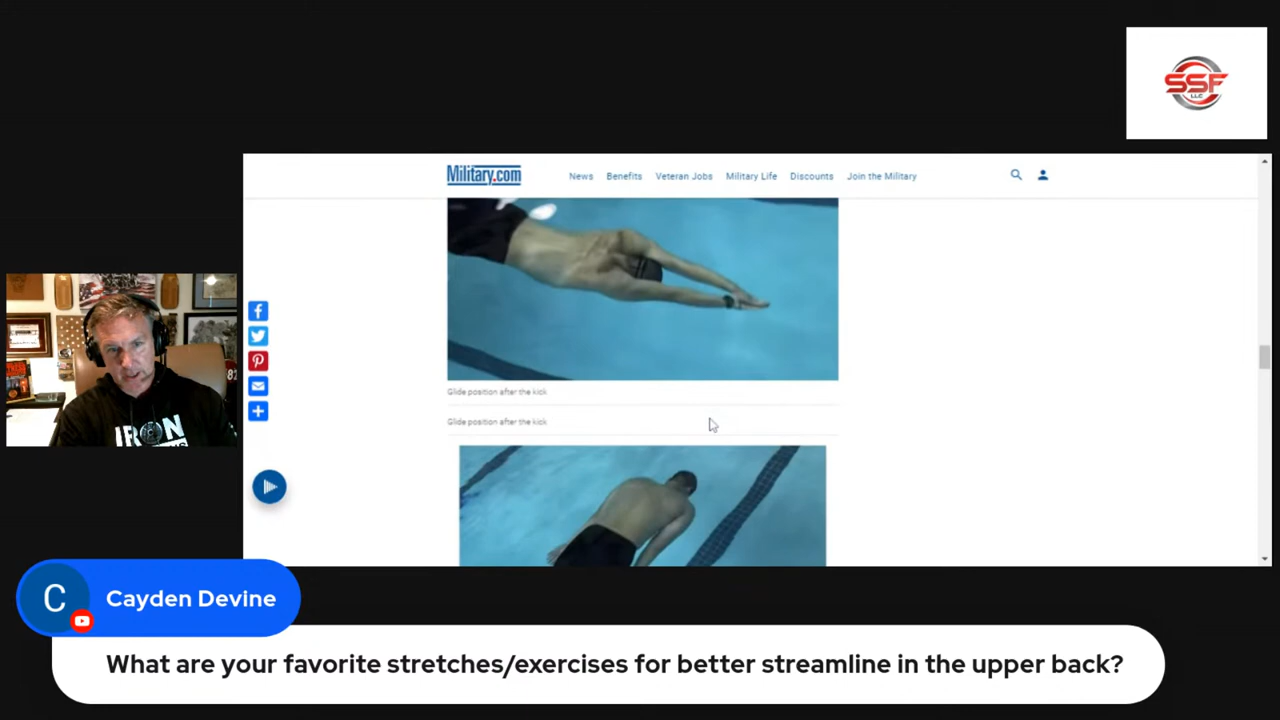 SSF
LLC
Military.com
News Benefits Veteran Jobs Military Life Discounts Join the Military
Glide position after the kick
Glide position after the kick
IRON
C
Cayden Devine
What are your favorite stretches/exercises for better streamline in the upper back?